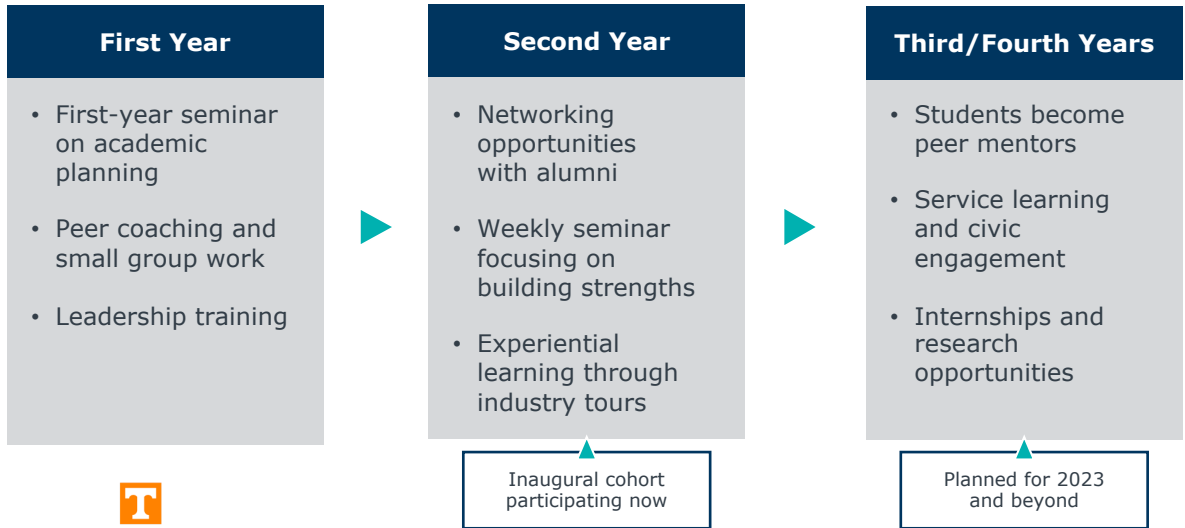 First Year
• First-year seminar
on academic
planning
• Peer coaching and
small group work
• Leadership training
Second Year
• Networking
opportunities
with alumni
• Weekly seminar
focusing on
building strengths
• Experiential
learning through
industry tours
Inaugural cohort
participating now
Third/Fourth Years
• Students become
peer mentors
• Service learning
and civic
engagement
• Internships and
research
opportunities
Planned for 2023
and beyond
T